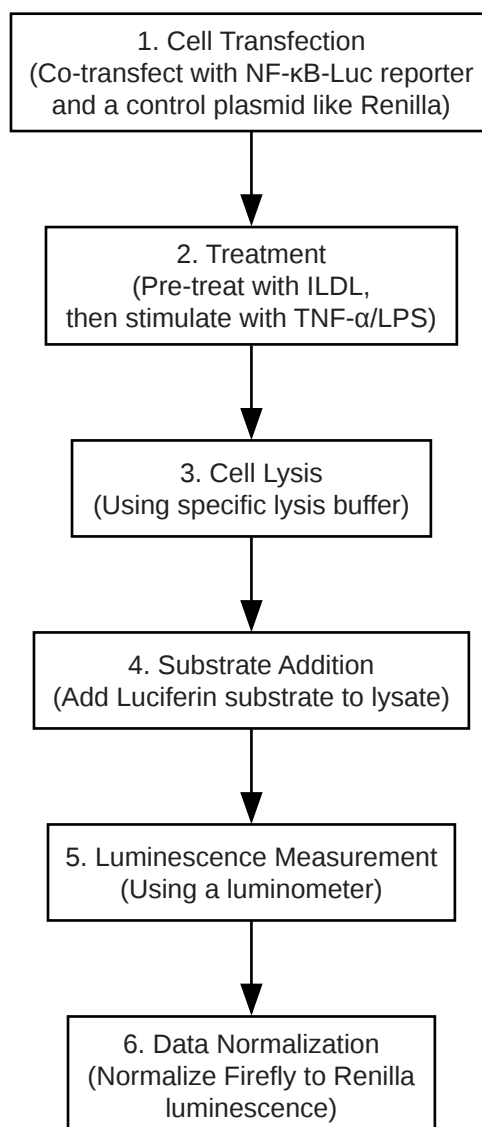 1. Cell Transfection
(Co-transfect with NF-κB-Luc reporter
and a control plasmid like Renilla)
2. Treatment
(Pre-treat with ILDL,
then stimulate with TNF-α/LPS)
3. Cell Lysis
(Using specific lysis buffer)
4. Substrate Addition
(Add Luciferin substrate to lysate)
5. Luminescence Measurement
(Using a luminometer)
6. Data Normalization
(Normalize Firefly to Renilla
luminescence)